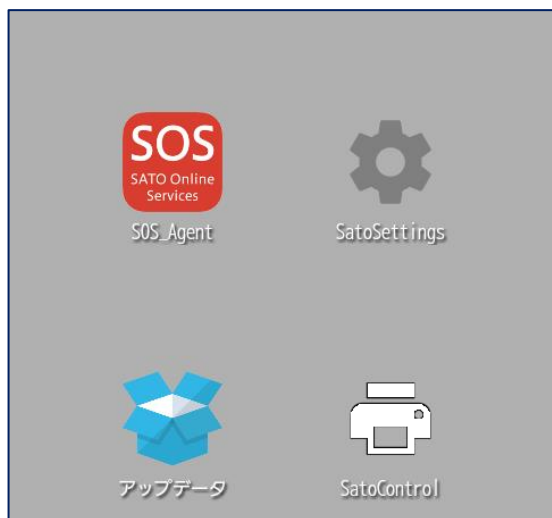 SOS
SATO Online
Services
SOS_Agent
SatoSettings
アップデータ
SatoControl